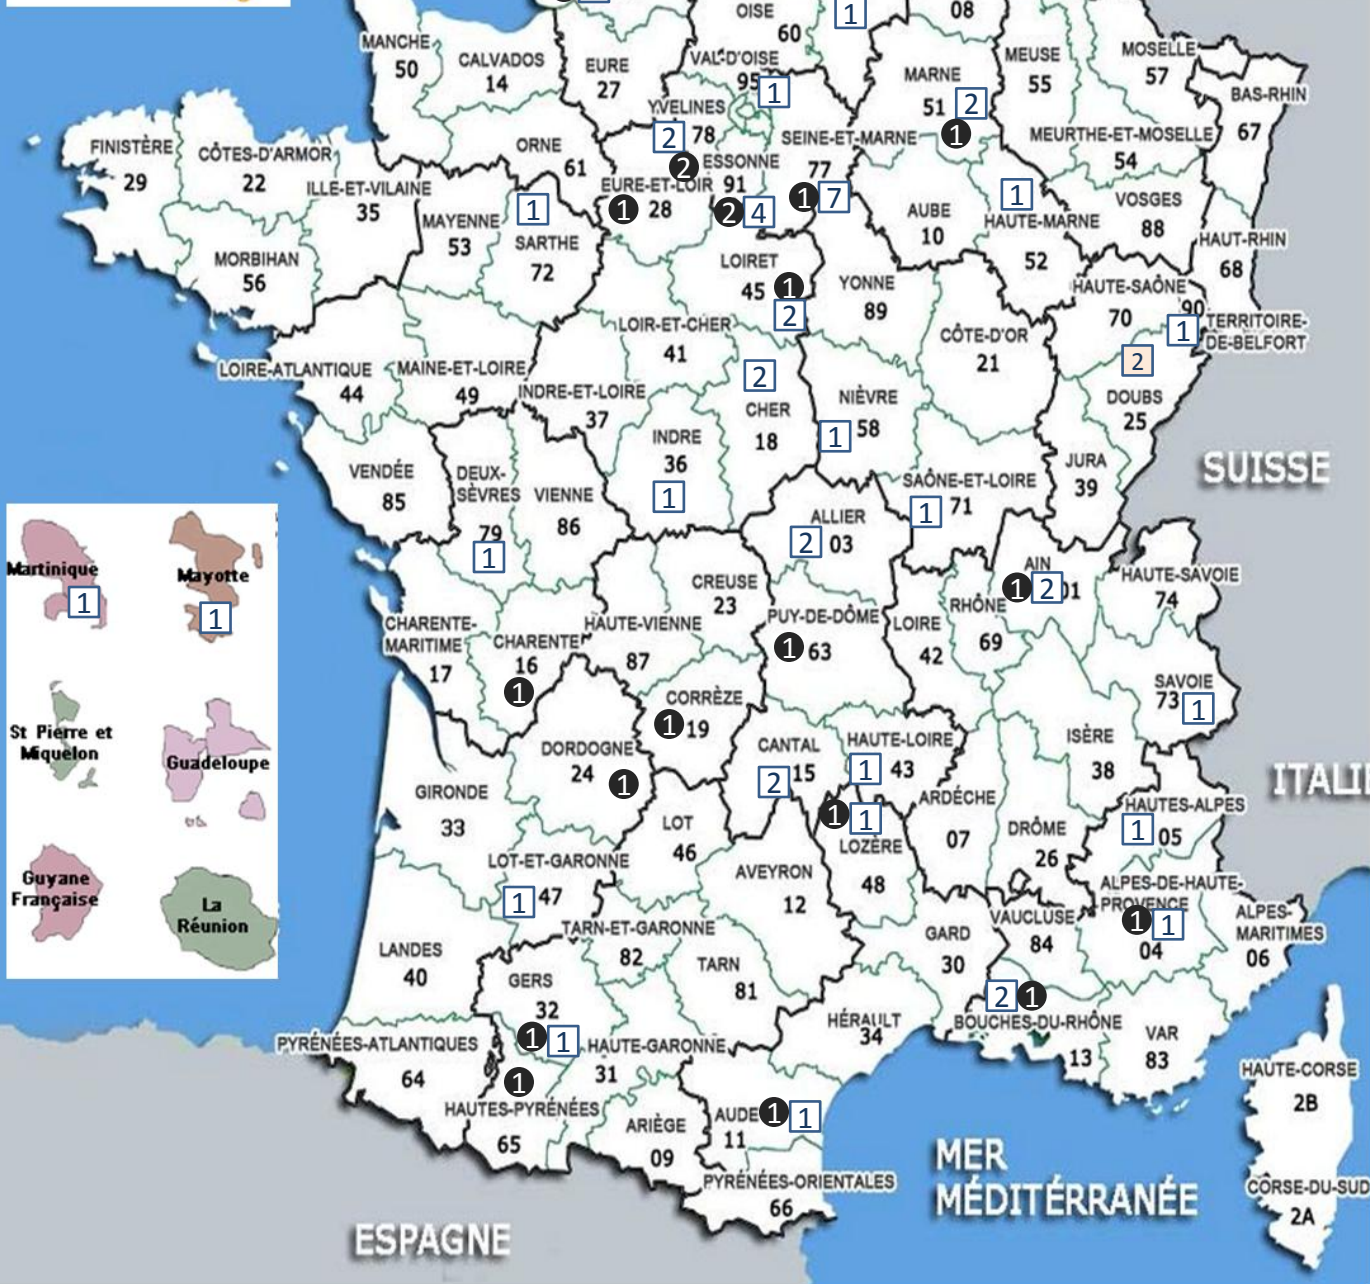 OISE
60
1
08
MANCHE
50
CALVADOS
14
EURE
27
VAL-D'OISE
95
1
MARNE
51
2
1
MEUSE
55
MOSELLE
57
BAS-RHIN
67
YVELINES
2
78
2
SEINE-ET-MARNE
77
1
7
MEURTHE-ET-MOSELLE
54
FINISTÈRE
29
CÔTES-D'ARMOR
22
ORNE
61
ILLE-ET-VILAINE
35
ESSONNE
91
2
4
EURE-ET-LOIR
1
28
MAYENNE
53
1
SARTHE
72
AUBE
10
1
HAUTE-MARNE
52
VOSGES
88
HAUT-RHIN
68
MORBIHAN
56
LOIRET
45
1
2
YONNE
89
HAUTE-SAÔNE
70
90
1
TERRITOIRE-
DE-BELFORT
LOIR-ET-CHER
41
CÔTE-D'OR
21
2
DOUBS
25
LOIRE-ATLANTIQUE
44
MAINE-ET-LOIRE
49
INDRE-ET-LOIRE
37
2
CHER
18
NIÈVRE
1
58
INDRE
36
1
JURA
39
SUISSE
VENDÉE
85
DEUX-
SÈVRES
79
1
VIENNE
86
SAÔNE-ET-LOIRE
1
71
ALLIER
2
03
AIN
1
2
01
HAUTE-SAVOIE
74
Martinique
1
Mayotte
1
CREUSE
23
CHARENTE-
MARITIME
17
CHARENTE
16
1
HAUTE-VIENNE
87
PUY-DE-DÔME
1
63
LOIRE
42
RHÔNE
69
SAVOIE
73
1
CORRÈZE
1
19
St Pierre et
Miquelon
Guadeloupe
DORDOGNE
24
1
CANTAL
2
15
HAUTE-LOIRE
1
43
ISÈRE
38
ITALI
GIRONDE
33
LOT
46
1
1
LOZÈRE
48
ARDÉCHE
07
DRÔME
26
HAUTES-ALPES
1
05
Guyane
Française
La
Réunion
LOT-ET-GARONNE
1
47
AVEYRON
12
ALPES-DE-HAUTE-
PROVENCE
1
1
04
VAUCLUSE
84
ALPES-
MARITIMES
06
LANDES
40
TARN-ET-GARONNE
82
TARN
81
GARD
30
GERS
32
1
1
2
1
BOUCHES-DU-RHÔNE
13
HÉRAULT
34
VAR
83
PYRÉNÉES-ATLANTIQUES
64
HAUTE-GARONNE
31
1
HAUTES-PYRÉNÉES
65
HAUTE-CORSE
2B
AUDE
1
1
11
ARIÈGE
09
MER
MÉDITÉRRANÉE
PYRÉNÉES-ORIENTALES
66
CORSE-DU-SUD
2A
ESPAGNE